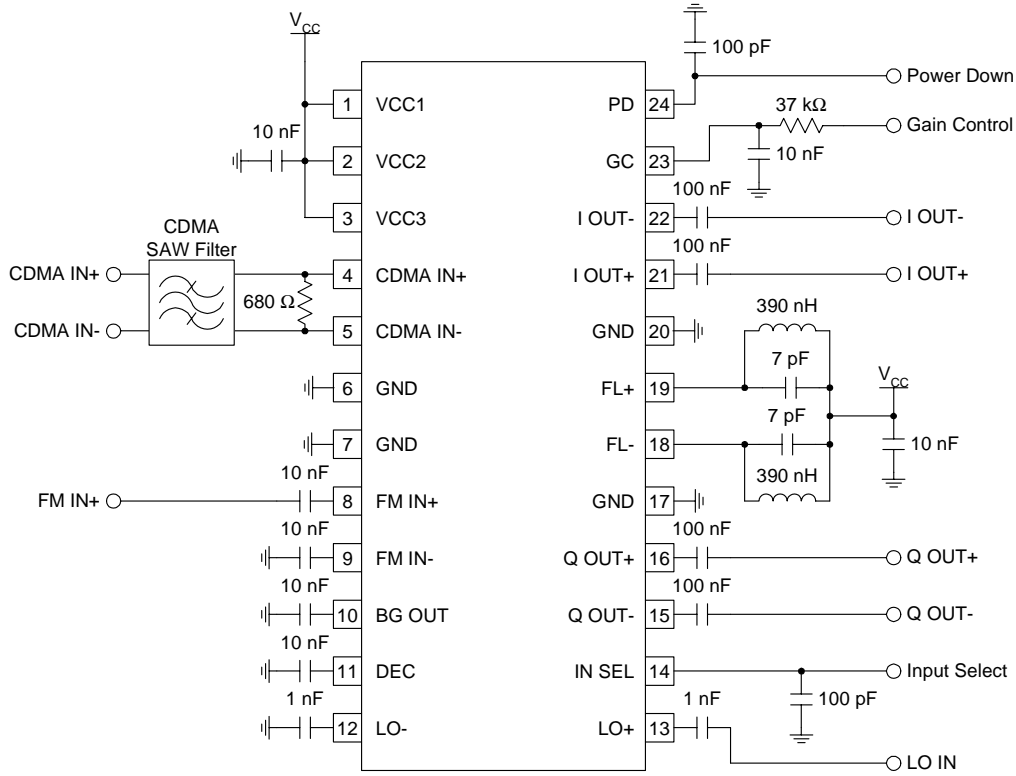 VCC
100 pF
Power Down
1 VCC1
PD 24
37 kΩ
Gain Control
10 nF
2 VCC2
GC 23
10 nF
100 nF
3 VCC3
I OUT- 22
I OUT-
CDMA
SAW Filter
100 nF
CDMA IN+
4 CDMA IN+
I OUT+ 21
I OUT+
680 Ω
390 nH
CDMA IN-
5 CDMA IN-
GND 20
7 pF
6 GND
FL+ 19
VCC
7 pF
7 GND
FL- 18
10 nF
10 nF
390 nH
FM IN+
8 FM IN+
GND 17
10 nF
100 nF
9 FM IN-
Q OUT+ 16
Q OUT+
10 nF
100 nF
10 BG OUT
Q OUT- 15
Q OUT-
10 nF
11 DEC
IN SEL 14
Input Select
1 nF
1 nF
100 pF
12 LO-
LO+ 13
LO IN